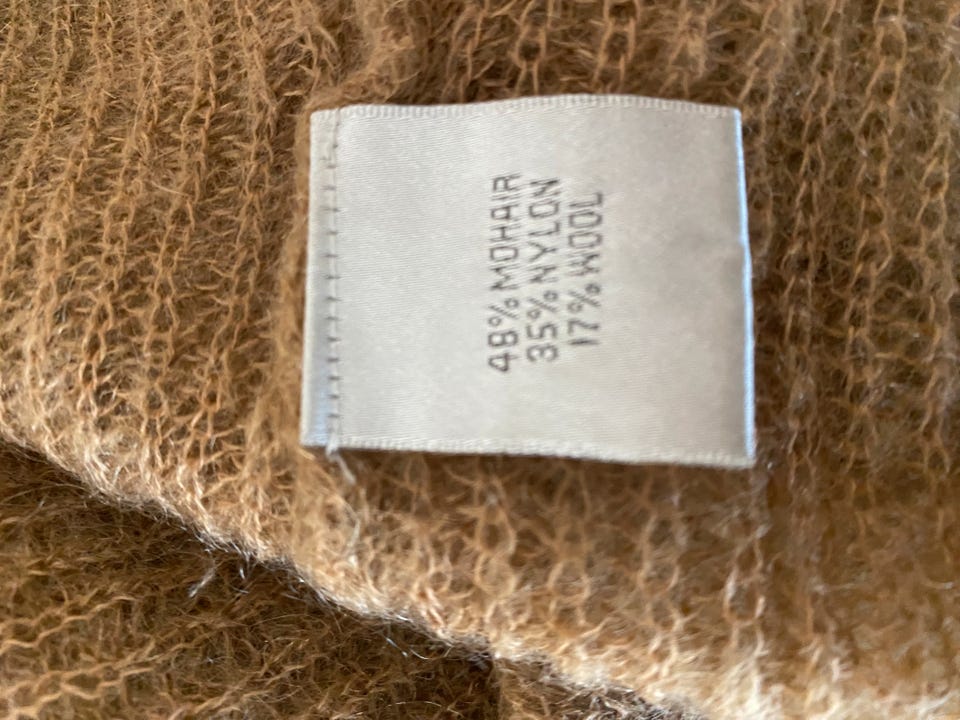 48% MOHAIR
35% NYLON
17% WOOL